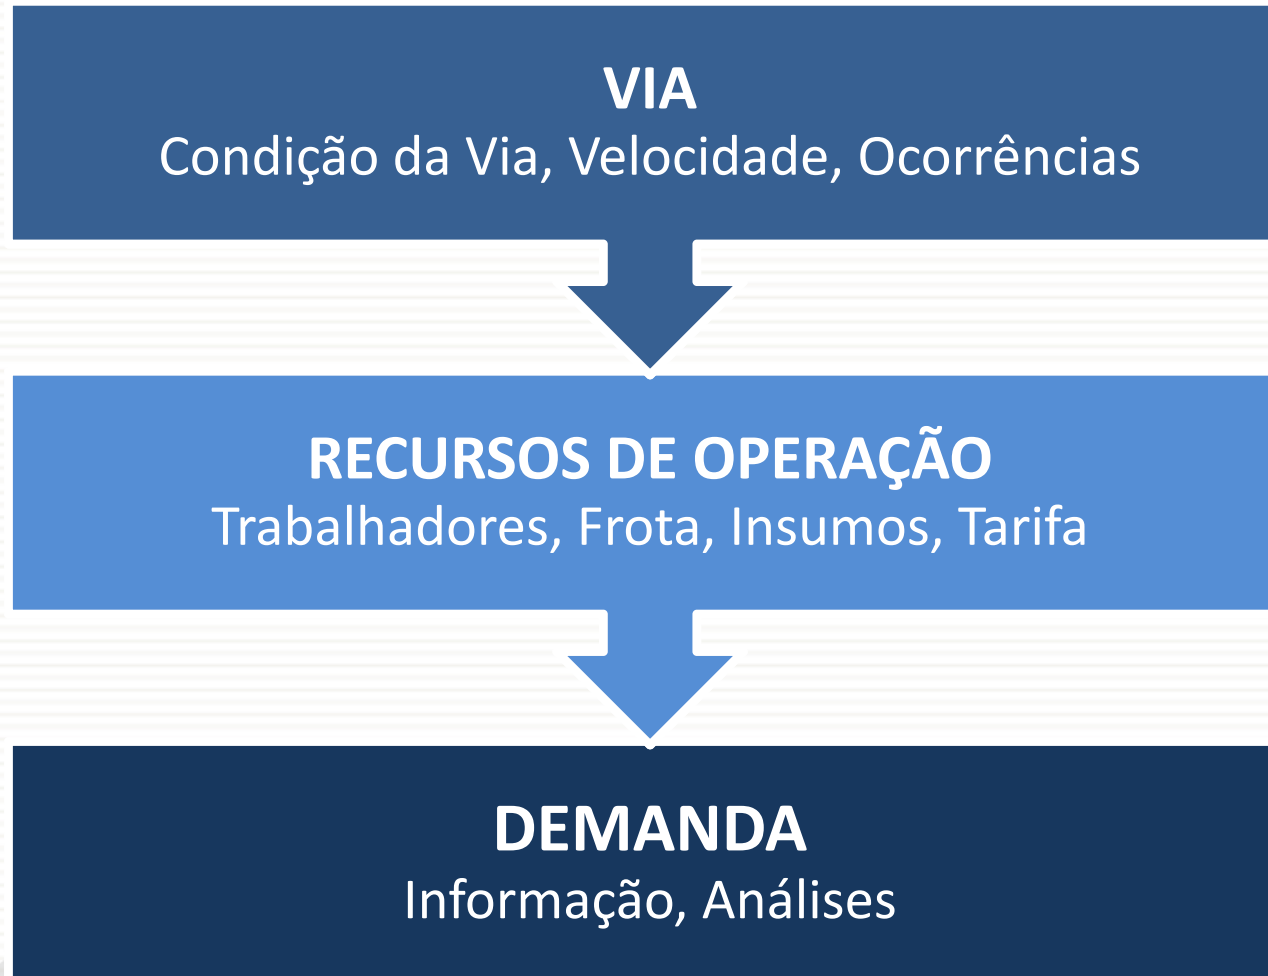 VIA
Condição da Via, Velocidade, Ocorrências
RECURSOS DE OPERAÇÃO
Trabalhadores, Frota, Insumos, Tarifa
DEMANDA
Informação, Análises